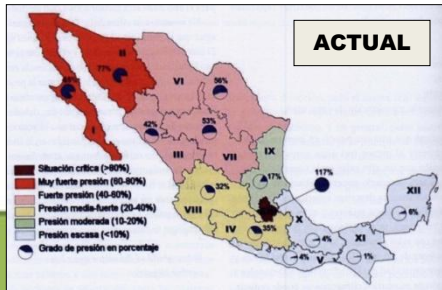 ACTUAL
II
77%
VI
56%
I
42%
53%
III
VII
IX
17%
117%
XII
6%
32%
VIII
IV
35%
X
4%
XI
4%
V
1%
Situación crítica (>80%)
Muy fuerte presión (60-80%)
Fuerte presión (40-60%)
Presión media-fuerte (20-40%)
Presión moderada (10-20%)
Presión escasa (<10%)
Grado de presión en porcentaje